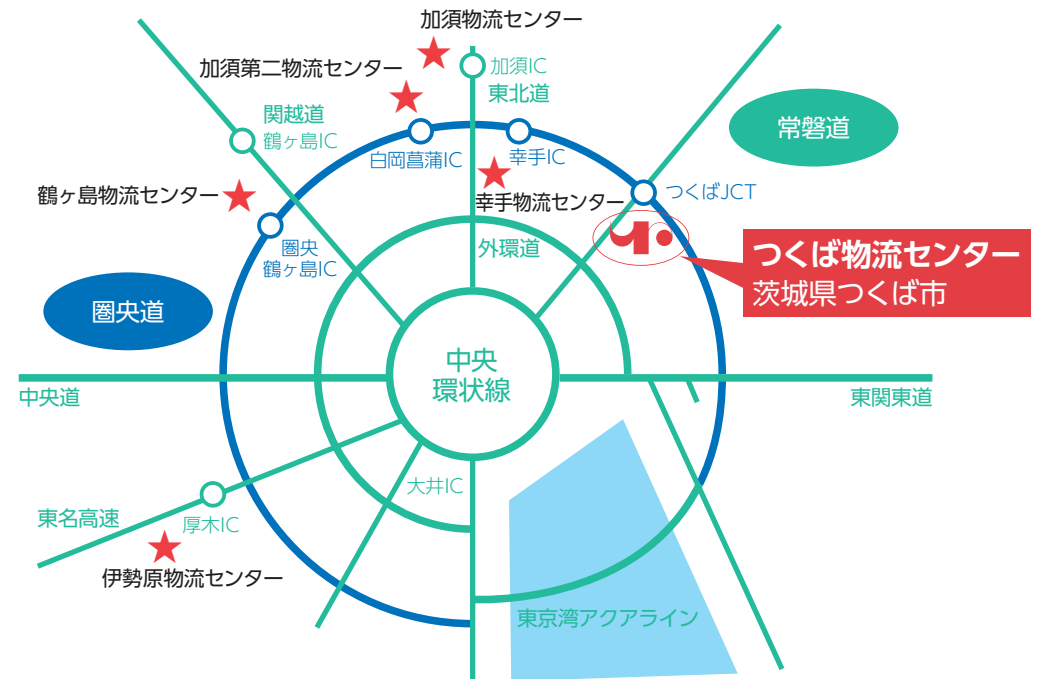 加須物流センター
加須第二物流センター
加須IC
東北道
関越道
鶴ヶ島IC
常磐道
白岡菖蒲IC
幸手IC
鶴ヶ島物流センター
幸手物流センター
つくばJCT
圏央
鶴ヶ島IC
外環道
つくば物流センター
茨城県つくば市
圏央道
中央
環状線
中央道
東関東道
大井IC
東名高速
厚木IC
伊勢原物流センター
東京湾アクアライン